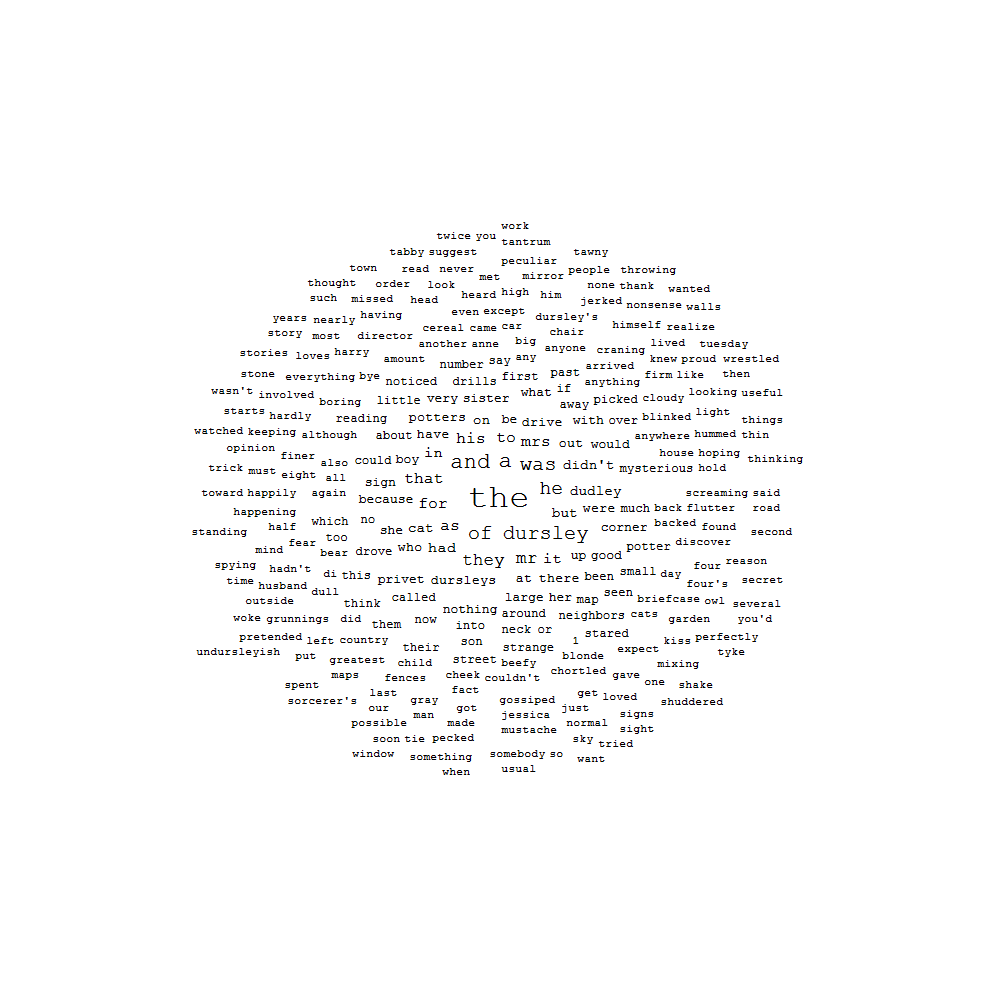 work
twice you
tantrum
tabby suggest
tawny
peculiar
town read never
met mirror people throwing
thought order look
none thank wanted
such missed head heard high him
jerked nonsense walls
years nearly having
even except
dursley's
story most director cereal came car
chair himself realize
another anne big
anyone craning lived tuesday
stories loves harry amount number say any
arrived knew proud wrestled
stone everything bye noticed drills first past
anything firm like then
wasn't involved boring little very sister what if
away picked cloudy looking useful
starts hardly reading potters on be drive with over blinked light things
watched keeping although about have his to mrs out would anywhere hummed thin
opinion finer also could boy in
and a was didn't mysterious
house hoping thinking
trick must eight all sign that
hold
toward happily again because for the he dudley
screaming said
happening half which no she cat as
but were much back flutter road
standing
of dursley corner backed found second
mind fear too bear drove who had
they mr it up good potter discover
spying hadn't di this privet dursleys at there been small day four reason
time husband dull
four's secret
outside think called nothing large her map seen briefcase owl several
woke grunnings did them now into around neighbors cats garden you'd
neck or
pretended left country their son strange 1 stared
kiss perfectly
undursleyish put greatest child street beefy blonde expect mixing tyke
maps fences cheek couldn't chortled gave
spent last fact
one shake
sorcerer's our gray got gossiped get loved shuddered
man jessica just signs
possible made mustache normal sight
soon tie pecked
sky tried
window something somebody so want
when usual